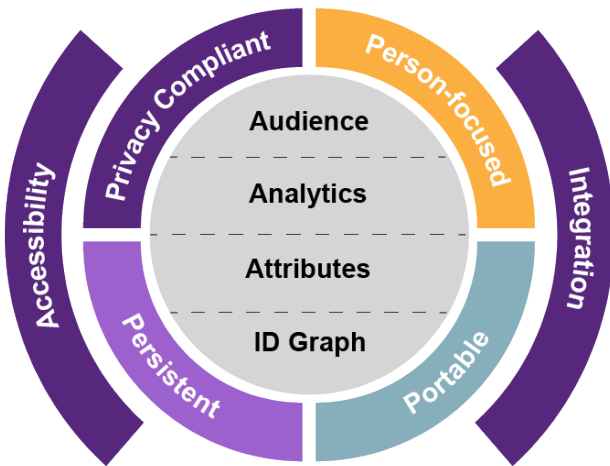 Accessibility
Privacy Compliant
Person-focused
Integration
Audience
Analytics
Attributes
ID Graph
Persistent
Portable